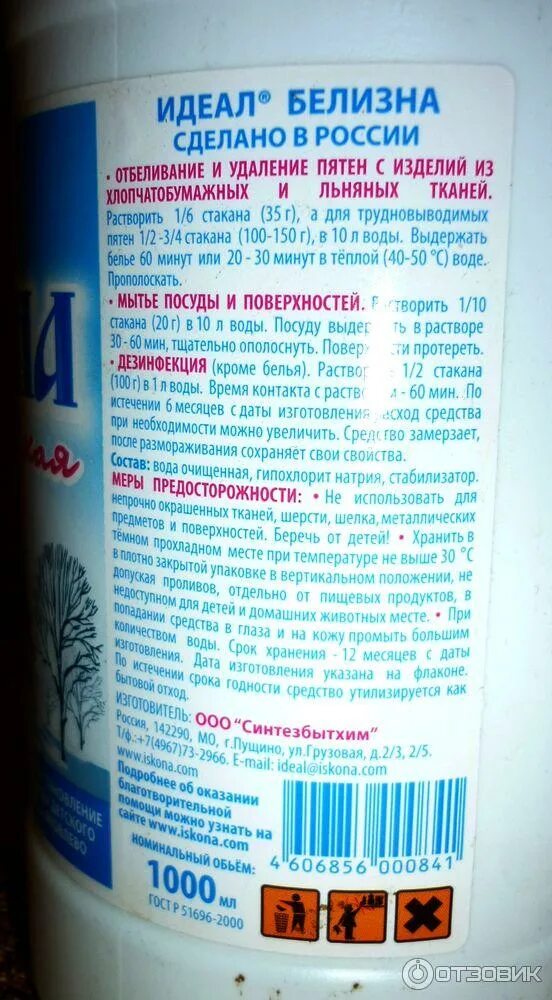 ИДЕАЛ® БЕЛИЗНА
СДЕЛАНО В РОССИИ
• ОТБЕЛИВАНИЕ И УДАЛЕНИЕ ПЯТЕН С ИЗДЕЛИЙ ИЗ
ХЛОПЧАТОБУМАЖНЫХ И ЛЬНЯНЫХ ТКАНЕЙ.
Растворить 1/6 стакана (35 г), а для трудновыводимых
пятен 1/2 -3/4 стакана (100-150 г), в 10 л воды. Выдержать
белье 60 минут или 20 - 30 минут в тёплой (40-50 °С) воде.
Прополоскать.
• МЫТЬЕ ПОСУДЫ И ПОВЕРХНОСТЕЙ. 1/10
стакана (20 г) в 10 л воды. Посуду в растворе
30 - 60 мин, тщательно ополоснуть. протереть.
• ДЕЗИНФЕКЦИЯ (кроме белья). 1/2 стакана
(100 г) в 1 л воды. Время контакта с - 60 мин. По
истечении 6 месяцев с даты изготовления расход средства
при необходимости можно увеличить. Средство замерзает,
после размораживания сохраняет свои свойства.
Состав: вода очищенная, гипохлорит натрия, стабилизатор.
МЕРЫ ПРЕДОСТОРОЖНОСТИ: • Не использовать для
непрочно окрашенных тканей, шерсти, шелка, металлических
предметов и поверхностей. Беречь от детей! • Хранить в
тёмном прохладном месте при температуре не выше 30 °С
в плотно закрытой упаковке в вертикальном положении, не
допуская проливов, отдельно от пищевых продуктов, в
недоступном для детей и домашних животных месте. • При
попадании средства в глаза и на кожу промыть большим
количеством воды. Срок хранения - 12 месяцев с даты
изготовления. Дата изготовления указана на флаконе.
По истечении срока годности средство утилизируется как
бытовой отход.
ИЗГОТОВИТЕЛЬ: ООО "Синтезбытхим"
Россия, 142290, МО, г.Пущино, ул.Грузовая, д.2/3, 2/5.
Т/ф.:+7(4967)73-2966. E-mail: ideal@iskona.com
www.iskona.com
Подробнее об оказании
благотворительной
помощи можно узнать на
сайте www.iskona.com
4 606856 000841
НОМИНАЛЬНЫЙ ОБЪЁМ:
1000 мл
ГОСТ Р 51696-2000
ОТЗОВИК